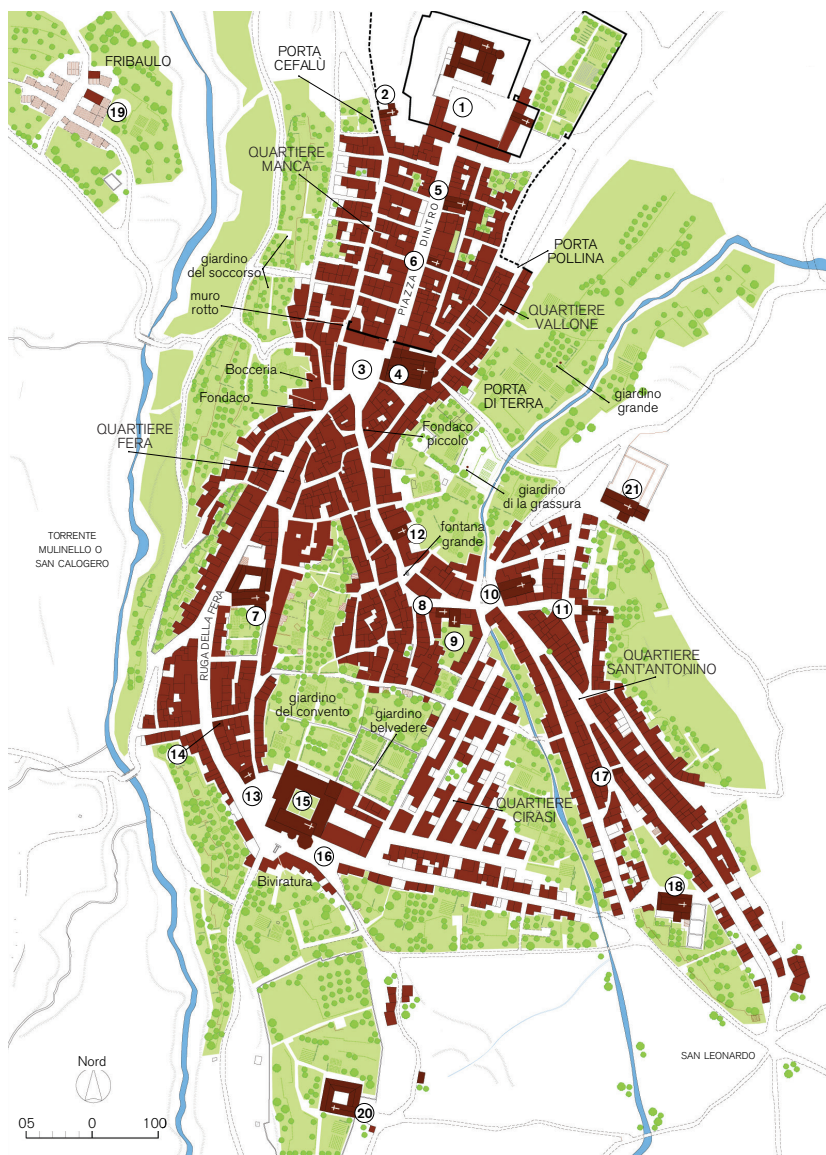 FRIBAULO
19
PORTA
CEFALÙ
2
1
QUARTIERE
MANCA
5
PIAZZA DINTRO
6
giardino
del soccorso
PORTA
POLLINA
muro
rotto
QUARTIERE
VALLONE
Bocceria
3
4
Fondaco
PORTA
DI TERRA
giardino
grande
QUARTIERE
FERA
Fondaco
piccolo
giardino
di la grassura
21
TORRENTE
MULINELLO O
SAN CALOGERO
12
fontana
grande
7
8
10
11
9
RUGA DELLA FERA
QUARTIERE
SANT'ANTONINO
giardino
del convento
giardino
belvedere
14
13
15
17
QUARTIERE
CIRASI
16
Biviratura
18
Nord
SAN LEONARDO
05 0 100
20